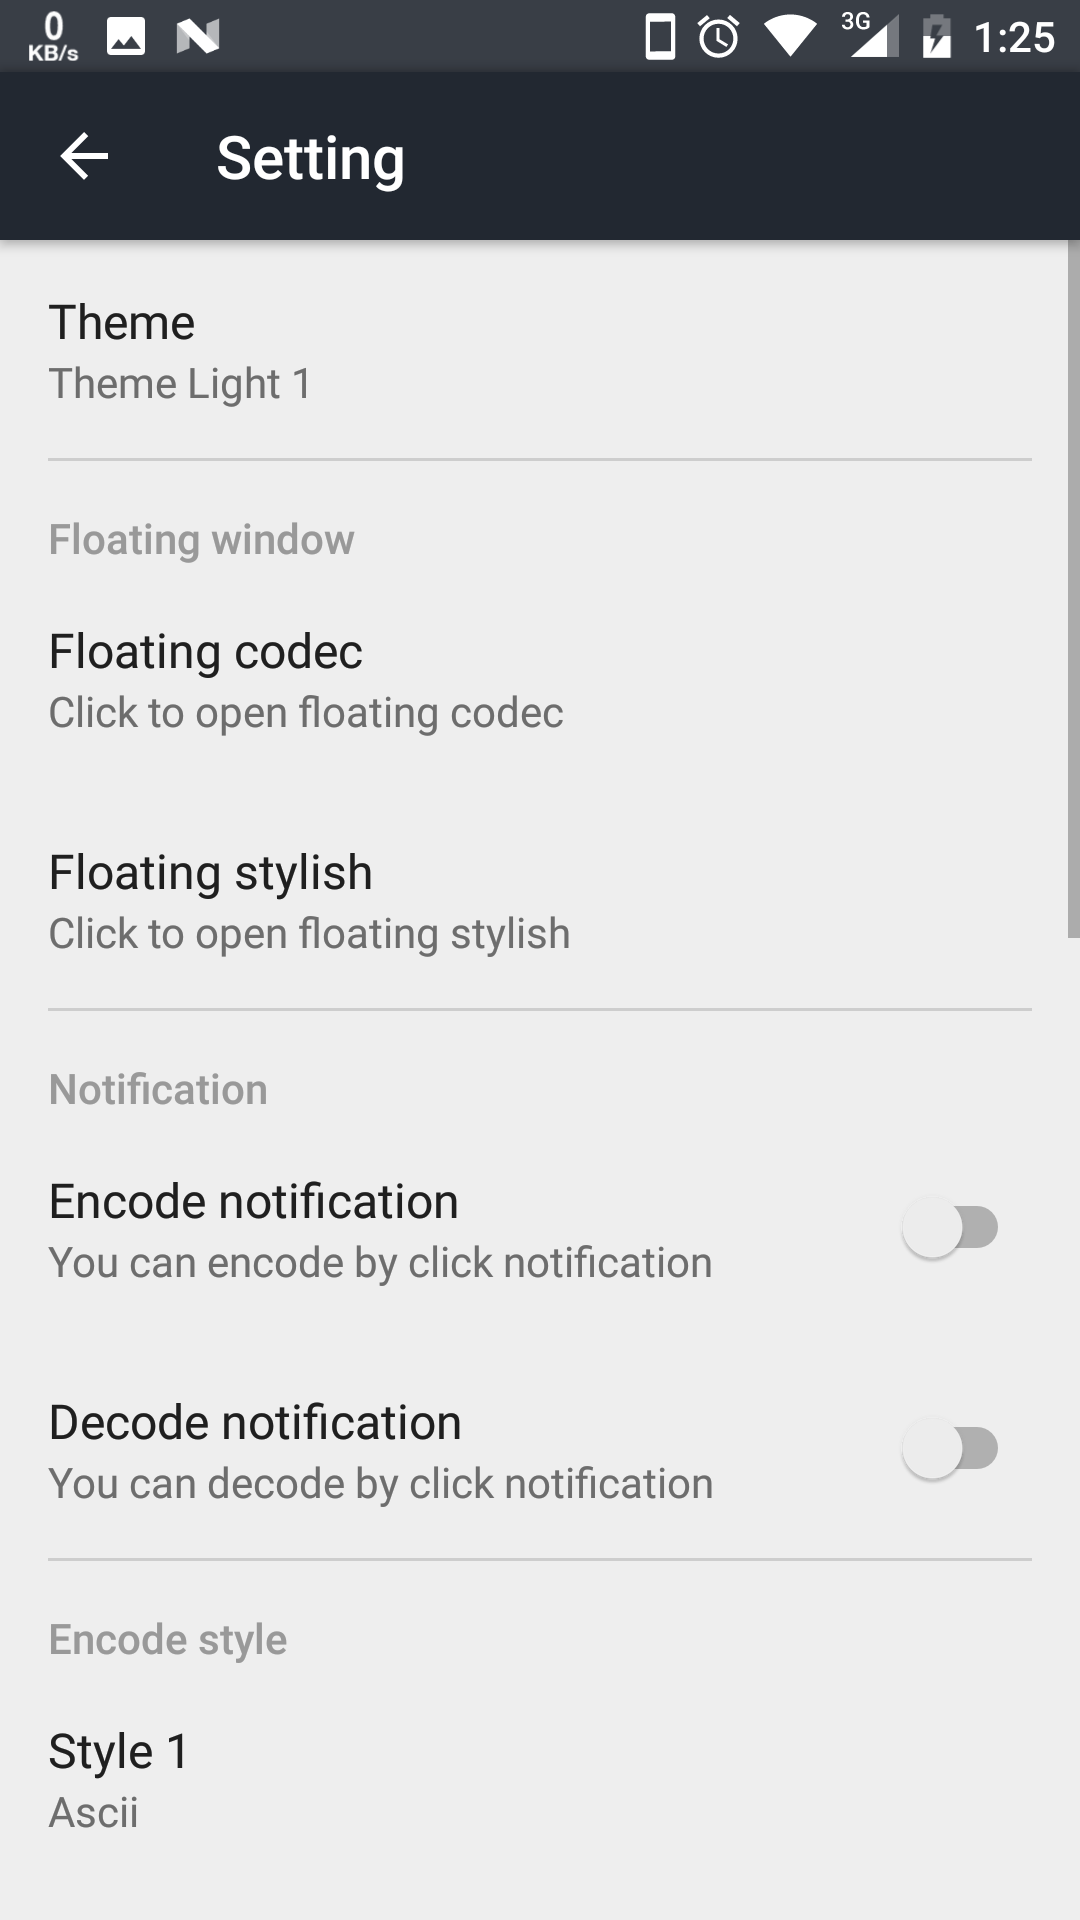 0
KB/s
3G
1:25
Setting
Theme
Theme Light 1
Floating window
Floating codec
Click to open floating codec
Floating stylish
Click to open floating stylish
Notification
Encode notification
You can encode by click notification
Decode notification
You can decode by click notification
Encode style
Style 1
Ascii